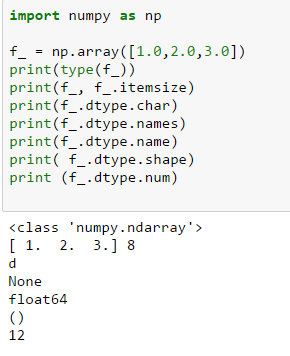 import numpy as np
f_ = np.array([1.0,2.0,3.0])
print(type(f_))
print(f_, f_.itemsize)
print(f_.dtype.char)
print(f_.dtype.names)
print(f_.dtype.name)
print( f_.dtype.shape)
print (f_.dtype.num)
<class 'numpy.ndarray'>
[ 1.  2.  3.] 8
d
None
float64
()
12